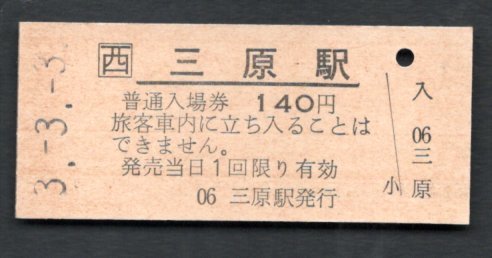 西 三原駅
普通入場券 140円
旅客車内に立ち入ることは
できません。
発売当日1回限り有効
06 三原駅発行
3.-3.-3
入
06
三
原
小